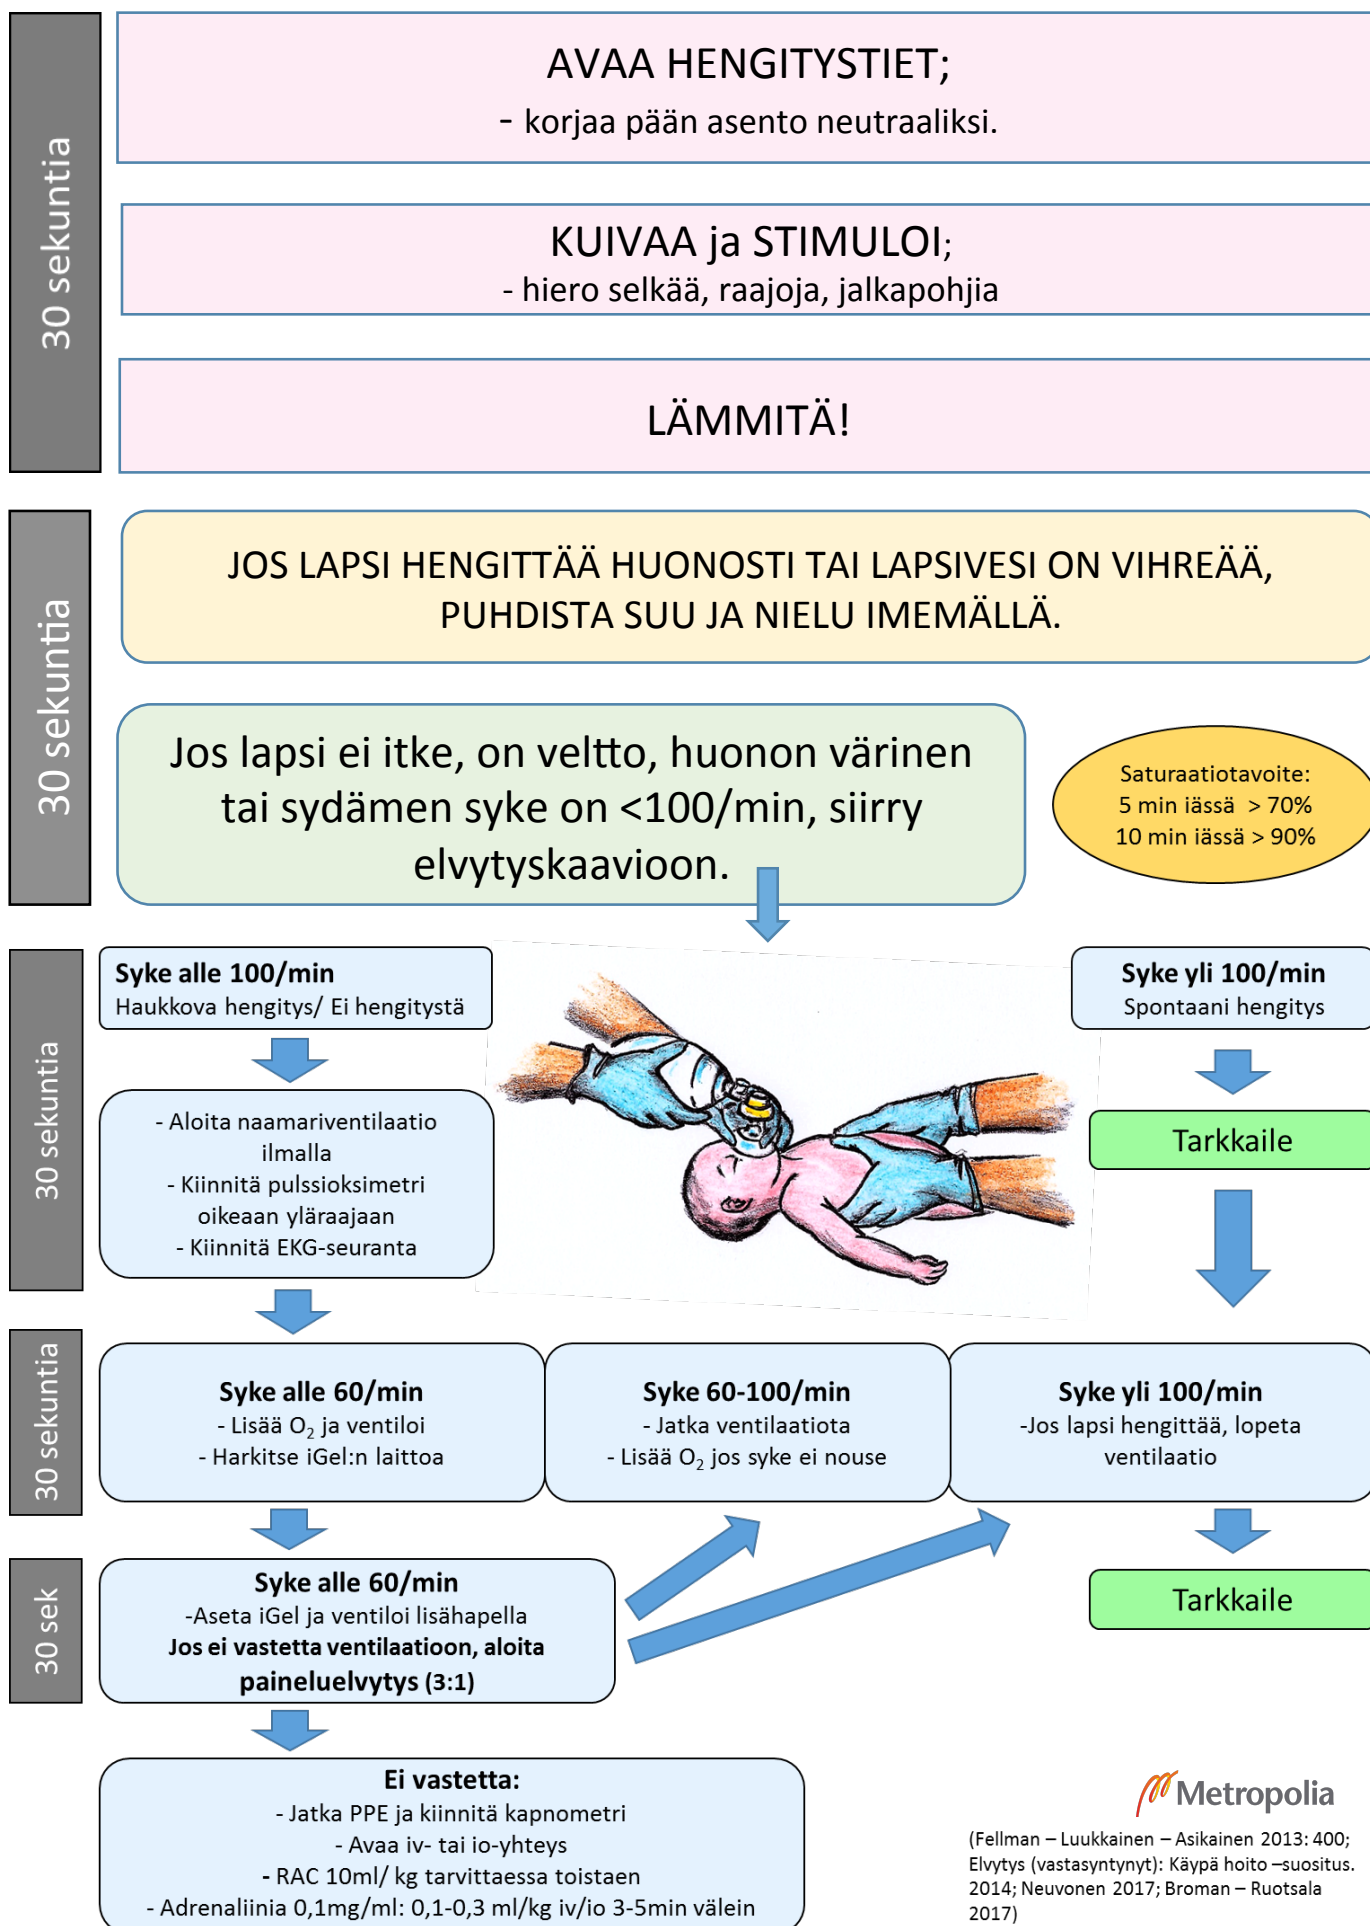 30 sekuntia
AVAA HENGITYSTIET;
- korjaa pään asento neutraaliksi.
KUIVAA ja STIMULOI;
- hiero selkää, raajoja, jalkapohjia
LÄMMITÄ!
30 sekuntia
JOS LAPSI HENGITTÄÄ HUONOSTI TAI LAPSIVESI ON VIHREÄÄ,
PUHDISTA SUU JA NIELU IMEMÄLLÄ.
Jos lapsi ei itke, on veltto, huonon värinen
tai sydämen syke on <100/min, siirry
elvytyskaavioon.
Saturaatiotavoite:
5 min iässä > 70%
10 min iässä > 90%
30 sekuntia
Syke alle 100/min
Haukkova hengitys/ Ei hengitystä
- Aloita naamariventilaatio
ilmalla
- Kiinnitä pulssioksimetri
oikeaan yläraajaan
- Kiinnitä EKG-seuranta
Syke yli 100/min
Spontaani hengitys
Tarkkaile
30 sekuntia
Syke alle 60/min
- Lisää O₂ ja ventiloi
- Harkitse iGel:n laittoa
Syke 60-100/min
- Jatka ventilaatiota
- Lisää O₂ jos syke ei nouse
Syke yli 100/min
-Jos lapsi hengittää, lopeta
ventilaatio
30 sek
Syke alle 60/min
-Aseta iGel ja ventiloi lisähapella
Jos ei vastetta ventilaatioon, aloita
paineluelvytys (3:1)
Tarkkaile
Ei vastetta:
- Jatka PPE ja kiinnitä kapnometri
- Avaa iv- tai io-yhteys
- RAC 10ml/ kg tarvittaessa toistaen
- Adrenaliinia 0,1mg/ml: 0,1-0,3 ml/kg iv/io 3-5min välein
Metropolia
(Fellman – Luukkainen – Asikainen 2013: 400;
Elvytys (vastasyntynyt): Käypä hoito –suositus.
2014; Neuvonen 2017; Broman – Ruotsala
2017)